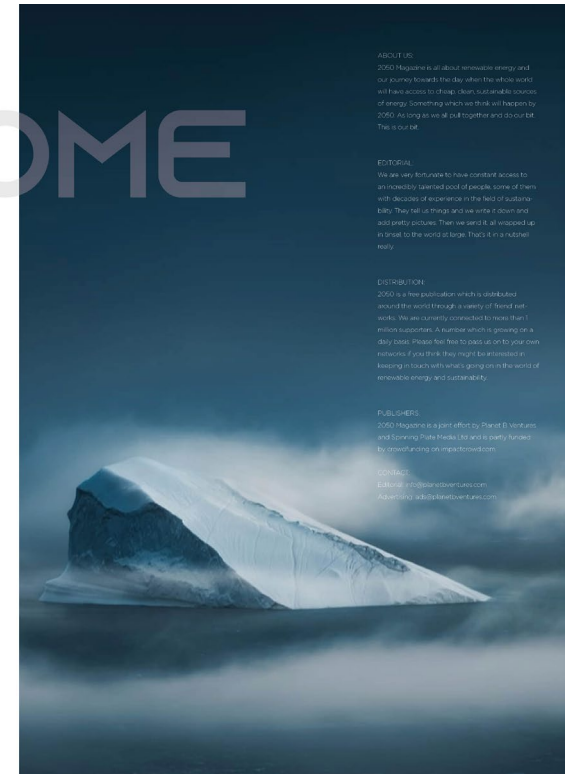 OME
ABOUT US:
2050 Magazine is all about renewable energy and
our journey towards the day when the whole world
will have access to cheap, clean, sustainable sources
of energy. Something which we think will happen by
2050. As long as we all pull together and do our bit.
This is our bit.
EDITORIAL:
We are very fortunate to have constant access to
an incredibly talented pool of people, some of them
with decades of experience in the field of sustaina-
bility. They tell us things and we write it down and
add pretty pictures. Then we send it, all wrapped up
in tinsel to the world at large. That's it in a nutshell
really.
DISTRIBUTION:
2050 is a free publication which is distributed
around the world through a variety of friend net-
works. We are currently connected to more than 1
million supporters. A number which is growing on a
daily basis. Please feel free to pass us on to your own
networks if you think they might be interested in
keeping in touch with what's going on in the world of
renewable energy and sustainability.
PUBLISHERS:
2050 Magazine is a joint effort by Planet B Ventures
and Spinning Plate Media Ltd and is partly funded
by crowdfunding on impactcrowd.com
CONTACT:
Editorial: info@planetbventures.com
Advertising: ads@planetbventures.com